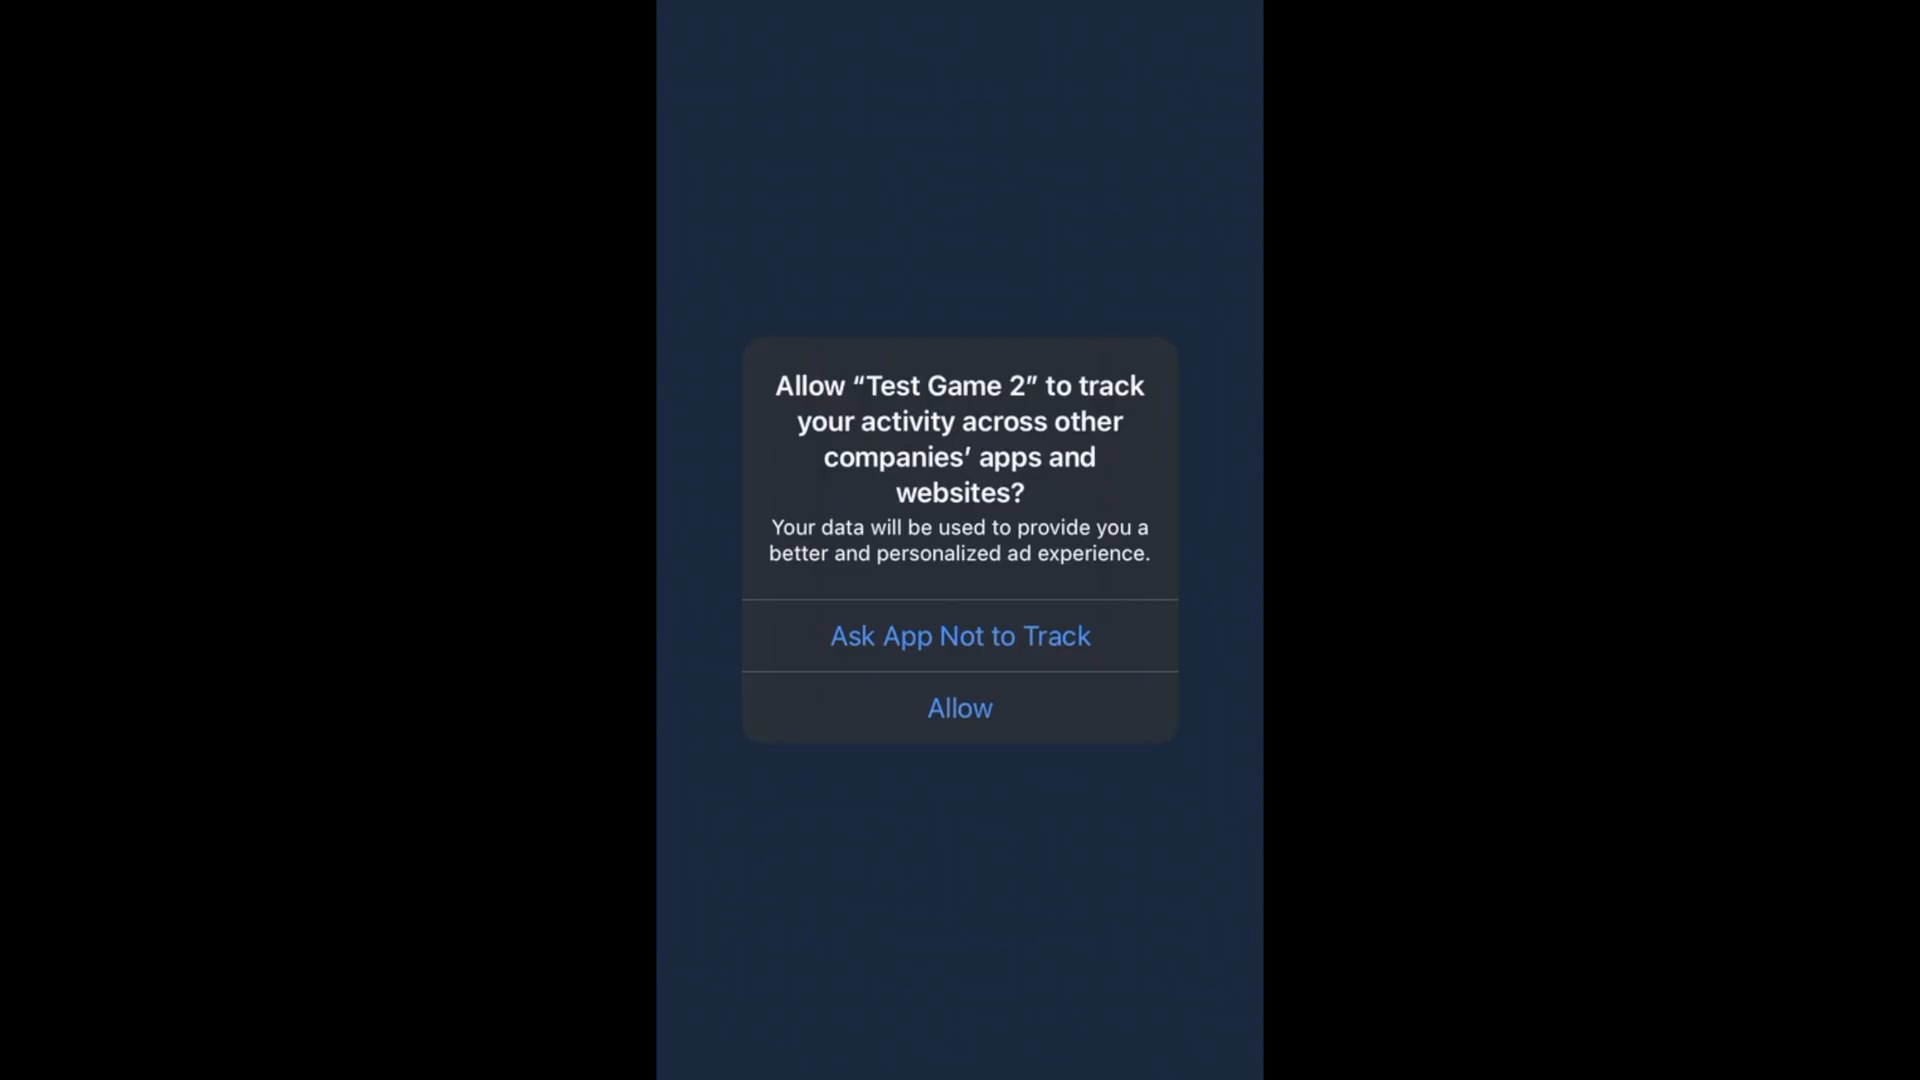 Allow “Test Game 2” to track
your activity across other
companies’ apps and
websites?
Your data will be used to provide you a
better and personalized ad experience.
Ask App Not to Track
Allow